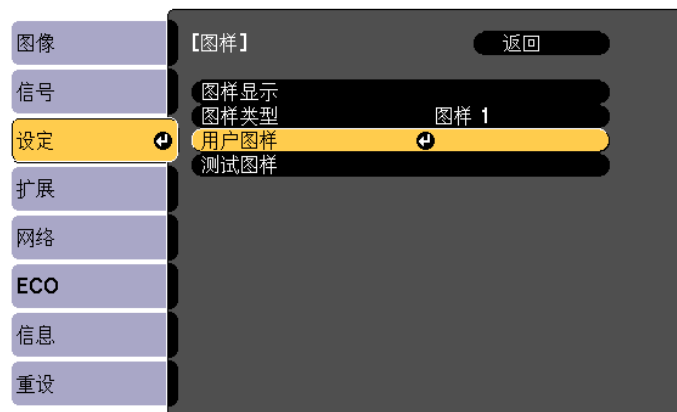 图像
信号
设定
扩展
网络
ECO
信息
重设
[图样] 返回
图样显示
图样类型 图样 1
用户图样
测试图样